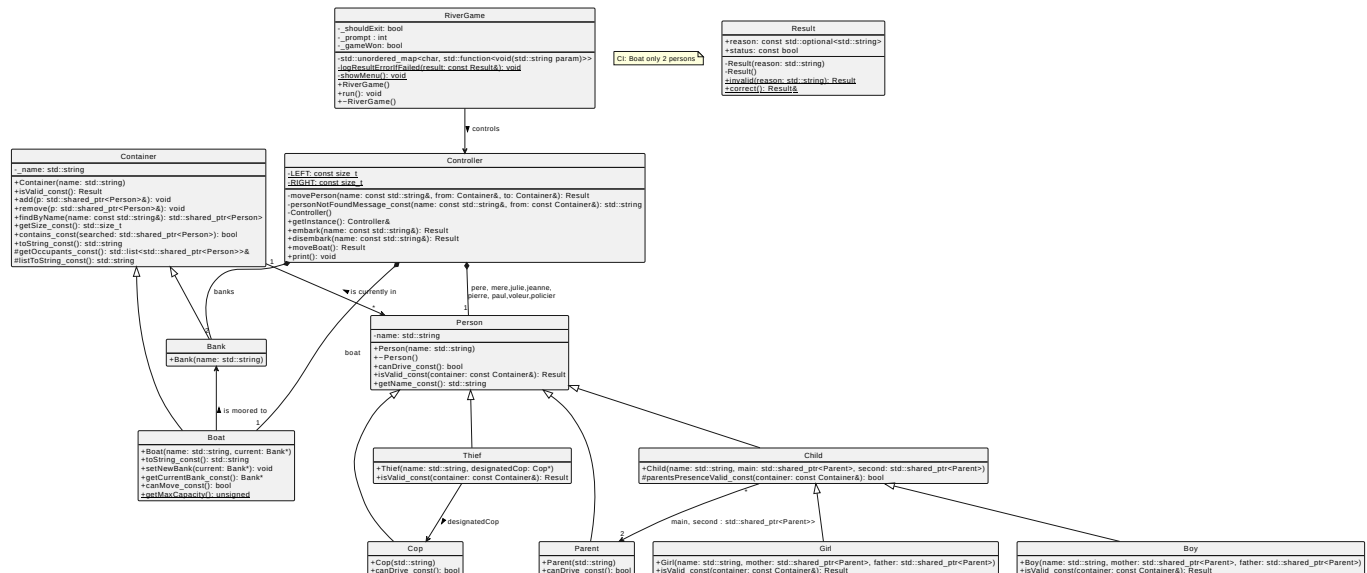 RiverGame
-_shouldExit: bool
-_prompt : int
-_gameWon: bool
-std::unordered_map<char, std::function<void(std::string param)>>
-logResultErrorIfFailed(result: const Result&): void
-showMenu(): void
+RiverGame()
+run(): void
+~RiverGame()
CI: Boat only 2 persons
Result
+reason: const std::optional<std::string>
+status: const bool
-Result(reason: std::string)
-Result()
+invalid(reason: std::string): Result
+correct(): Result&
controls
Container
-_name: std::string
+Container(name: std::string)
+isValid_const(): Result
+add(p: std::shared_ptr<Person>&): void
+remove(p: std::shared_ptr<Person>&): void
+findByName(name: const std::string&): std::shared_ptr<Person>
+getSize_const(): std::size_t
+contains_const(searched: std::shared_ptr<Person>): bool
+toString_const(): std::string
#getOccupants_const(): std::list<std::shared_ptr<Person>>&
#listToString_const(): std::string
Controller
-LEFT: const size_t
-RIGHT: const size_t
-movePerson(name: const std::string&, from: Container&, to: Container&): Result
-personNotFoundMessage_const(name: const std::string&, from: const Container&): std::string
-Controller()
+getInstance(): Controller&
+embark(name: const std::string&): Result
+disembark(name: const std::string&): Result
+moveBoat(): Result
+print(): void
1
banks
is currently in
*
pere, mere,julie,jeanne,
pierre, paul,voleur,policier
1
2
boat
Bank
+Bank(name: std::string)
Person
-name: std::string
+Person(name: std::string)
+~Person()
+canDrive_const(): bool
+isValid_const(container: const Container&): Result
+getName_const(): std::string
is moored to
1
Boat
+Boat(name: std::string, current: Bank*)
+toString_const(): std::string
+setNewBank(current: Bank*): void
+getCurrentBank_const(): Bank*
+canMove_const(): bool
+getMaxCapacity(): unsigned
Thief
+Thief(name: std::string, designatedCop: Cop*)
+isValid_const(container: const Container&): Result
Child
+Child(name: std::string, main: std::shared_ptr<Parent>, second: std::shared_ptr<Parent>)
#parentsPresenceValid_const(container: const Container&): bool
*
designatedCop
main, second : std::shared_ptr<Parent>>
2
Cop
+Cop(std::string)
+canDrive_const(): bool
Parent
+Parent(std::string)
+canDrive_const(): bool
Girl
+Girl(name: std::string, mother: std::shared_ptr<Parent>, father: std::shared_ptr<Parent>)
+isValid_const(container: const Container&): Result
Boy
+Boy(name: std::string, mother: std::shared_ptr<Parent>, father: std::shared_ptr<Parent>)
+isValid_const(container: const Container&): Result